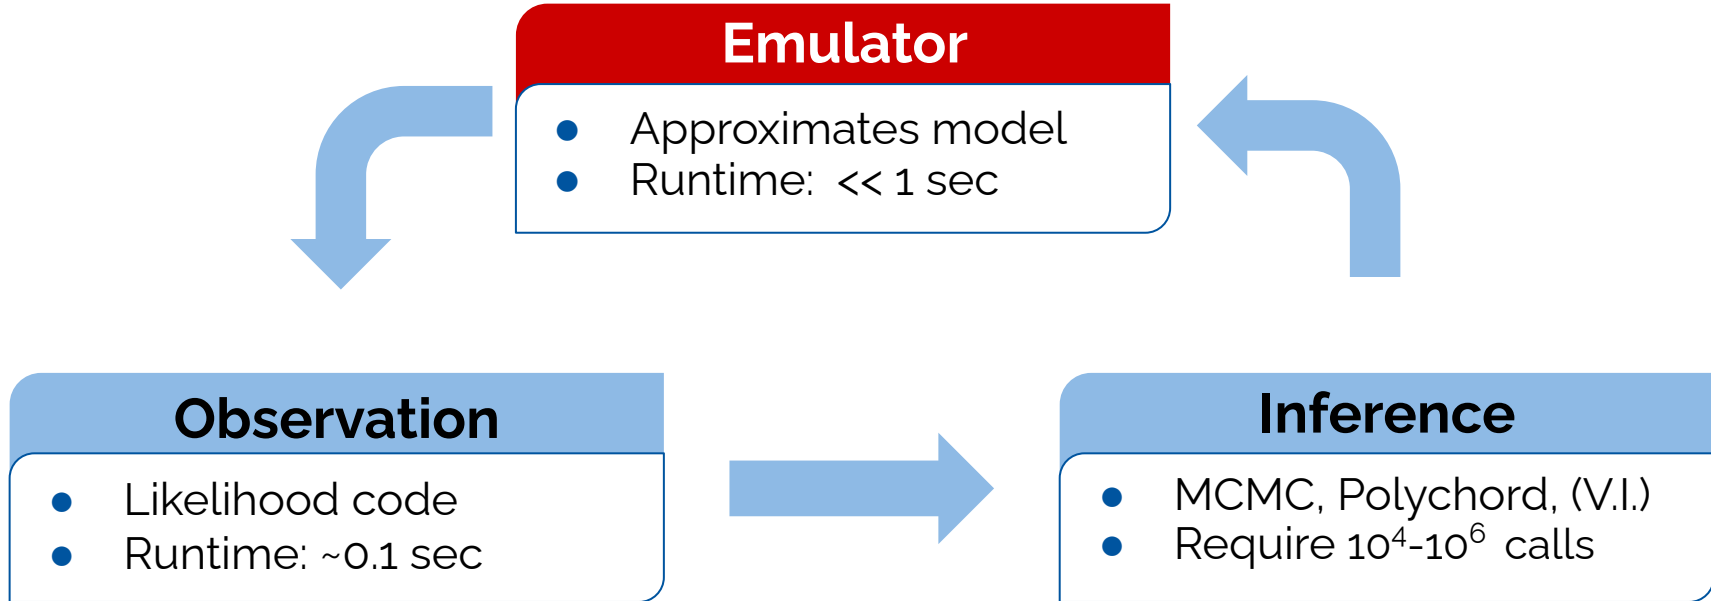 Emulator
● Approximates model
● Runtime: << 1 sec
Observation
● Likelihood code
● Runtime: ~0.1 sec
Inference
● MCMC, Polychord, (V.I.)
● Require 10⁴-10⁶ calls